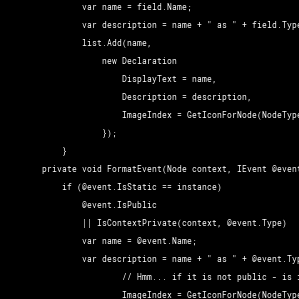 var name = field.Name;
var description = name + " as " + field.Type
list.Add(name,
new Declaration
DisplayText = name,
Description = description,
ImageIndex = GetIconForNode(NodeType
});
}
private void FormatEvent(Node context, IEvent @event
if (@event.IsStatic == instance)
@event.IsPublic
|| IsContextPrivate(context, @event.Type)
var name = @event.Name;
var description = name + " as " + @event.Typ
// Hmm... if it is not public - is i
ImageIndex = GetIconForNode(NodeType